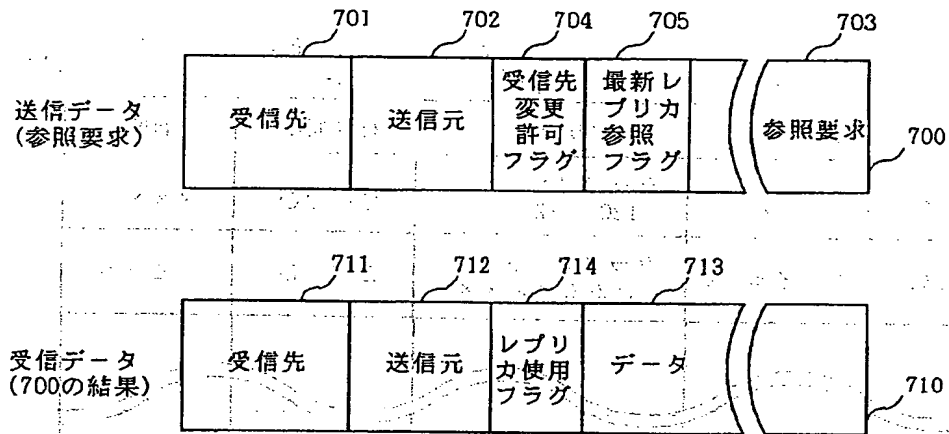 701
702
704
705
703
送信データ
(参照要求)
受信先
送信元
受信先
変更
許可
フラグ
最新レ
プリカ
参照
フラグ
参照要求
700
711
712
714
713
受信データ
(700の結果)
受信先
送信元
レプリ
カ使用
フラグ
データ
710